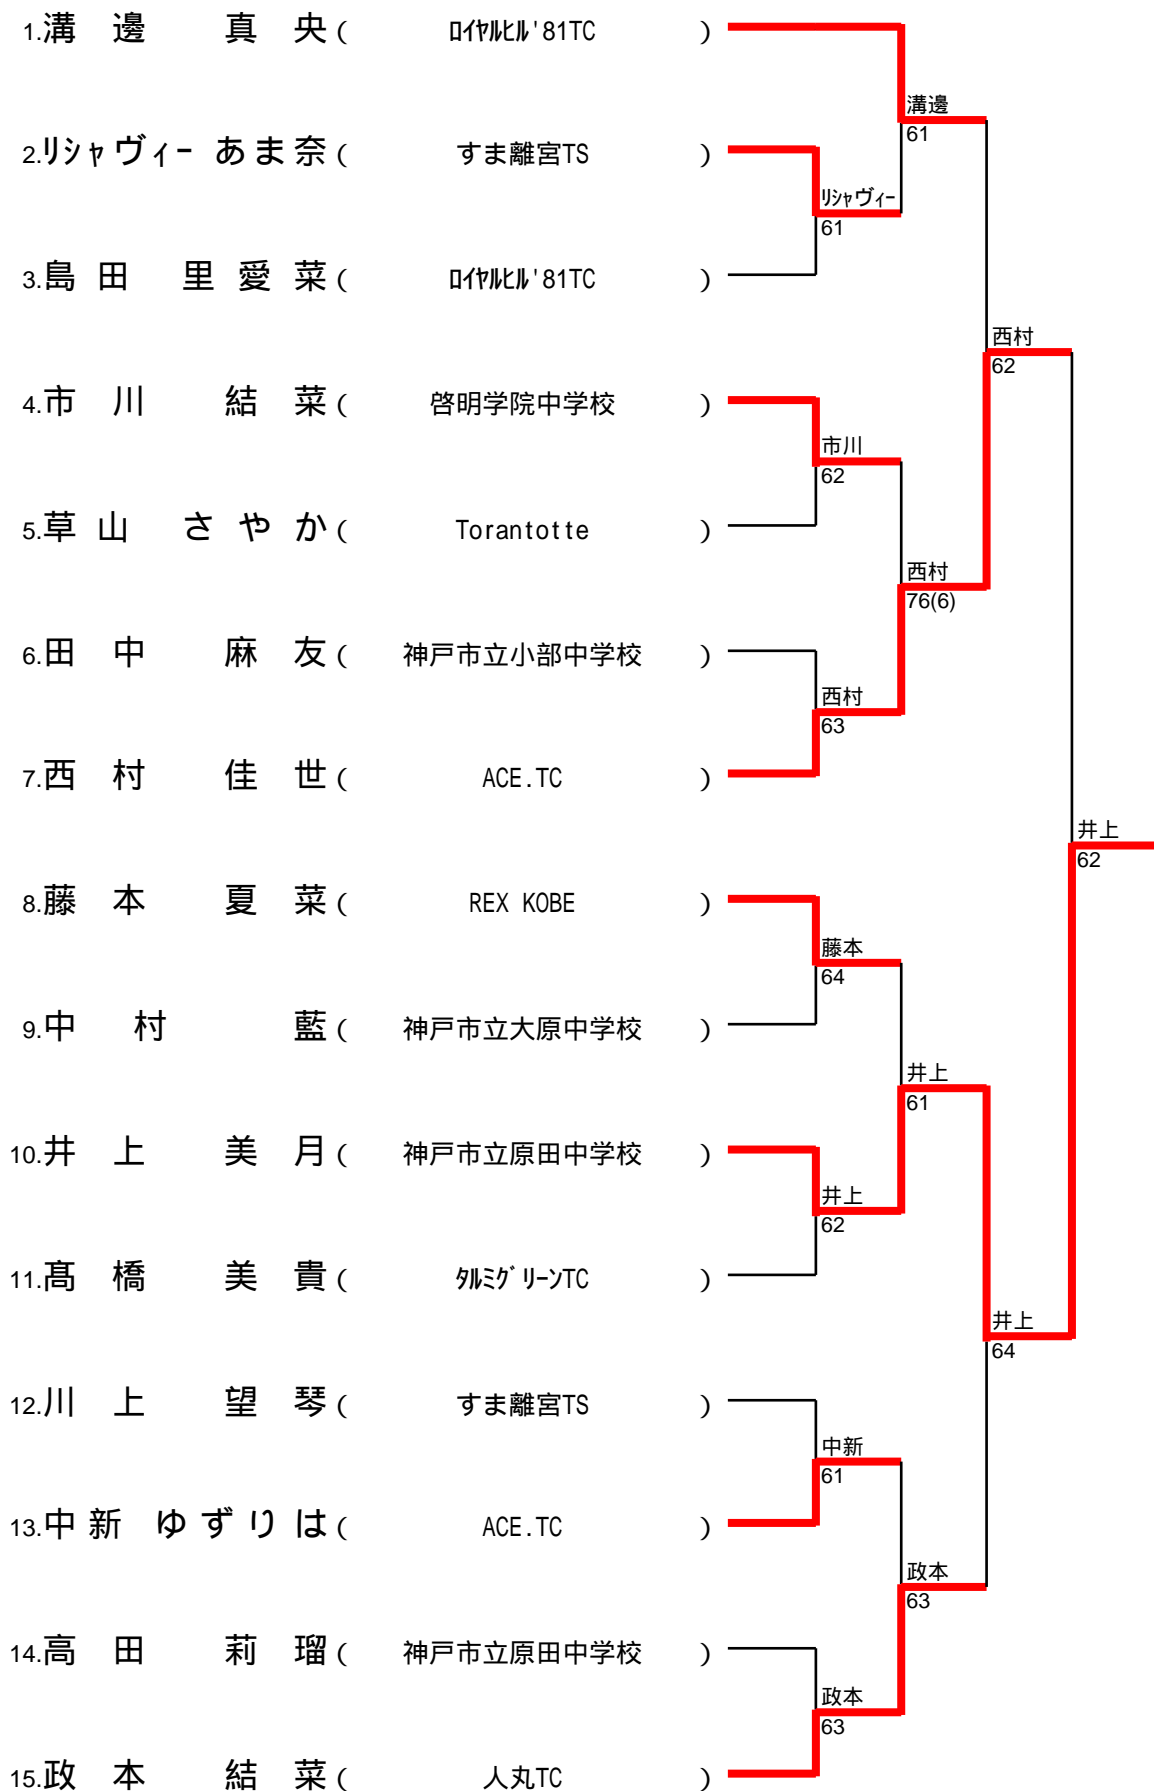 1.溝 邊 真 央 ( ﾛｲﾔﾙﾋﾙ'81TC )
溝邊
61
2.ﾘｼｬヴィｰ あま奈 ( すま離宮TS )
ﾘｼｬヴィｰ
61
3.島 田 里 愛 菜 ( ﾛｲﾔﾙﾋﾙ'81TC )
西村
62
4.市 川 結 菜 ( 啓明学院中学校 )
市川
62
5.草 山 さ や か ( Torantotte )
西村
76(6)
6.田 中 麻 友 ( 神戸市立小部中学校 )
西村
63
7.西 村 佳 世 ( ACE.TC )
井上
62
8.藤 本 夏 菜 ( REX KOBE )
藤本
64
9.中 村 藍 ( 神戸市立大原中学校 )
井上
61
10.井 上 美 月 ( 神戸市立原田中学校 )
井上
62
11.髙 橋 美 貴 ( ﾀﾙﾐｸﾞﾘｰﾝTC )
井上
64
12.川 上 望 琴 ( すま離宮TS )
中新
61
13.中 新 ゆ ず り は ( ACE.TC )
政本
63
14.高 田 莉 瑠 ( 神戸市立原田中学校 )
政本
63
15.政 本 結 菜 ( 人丸TC )